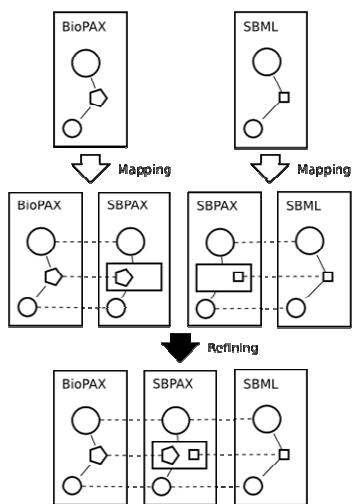 BioPAX SBML
Mapping Mapping
BioPAX SBPAX SBPAX SBML
Refining
BioPAX SBPAX SBML